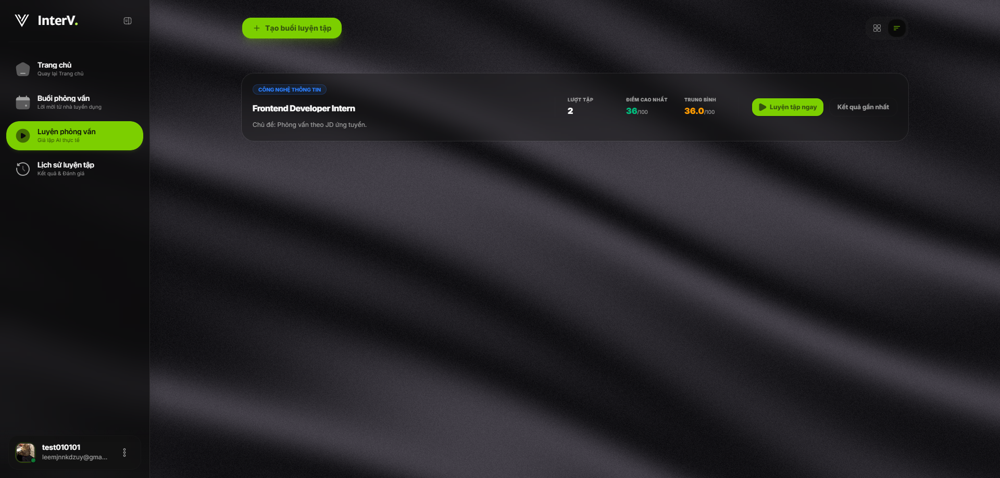 InterV.
Trang chủ
Quay lại Trang chủ
Buổi phỏng vấn
Lời mời từ nhà tuyển dụng
Luyện phỏng vấn
Giả lập AI thực tế
Lịch sử luyện tập
Kết quả & Đánh giá
test010101
leemjnnkdzuy@gma...
Tạo buổi luyện tập
CÔNG NGHỆ THÔNG TIN
Frontend Developer Intern
Chủ đề: Phỏng vấn theo JD ứng tuyển.
LƯỢT TẬP
2
ĐIỂM CAO NHẤT
36/100
TRUNG BÌNH
36.0/100
Luyện tập ngay
Kết quả gần nhất